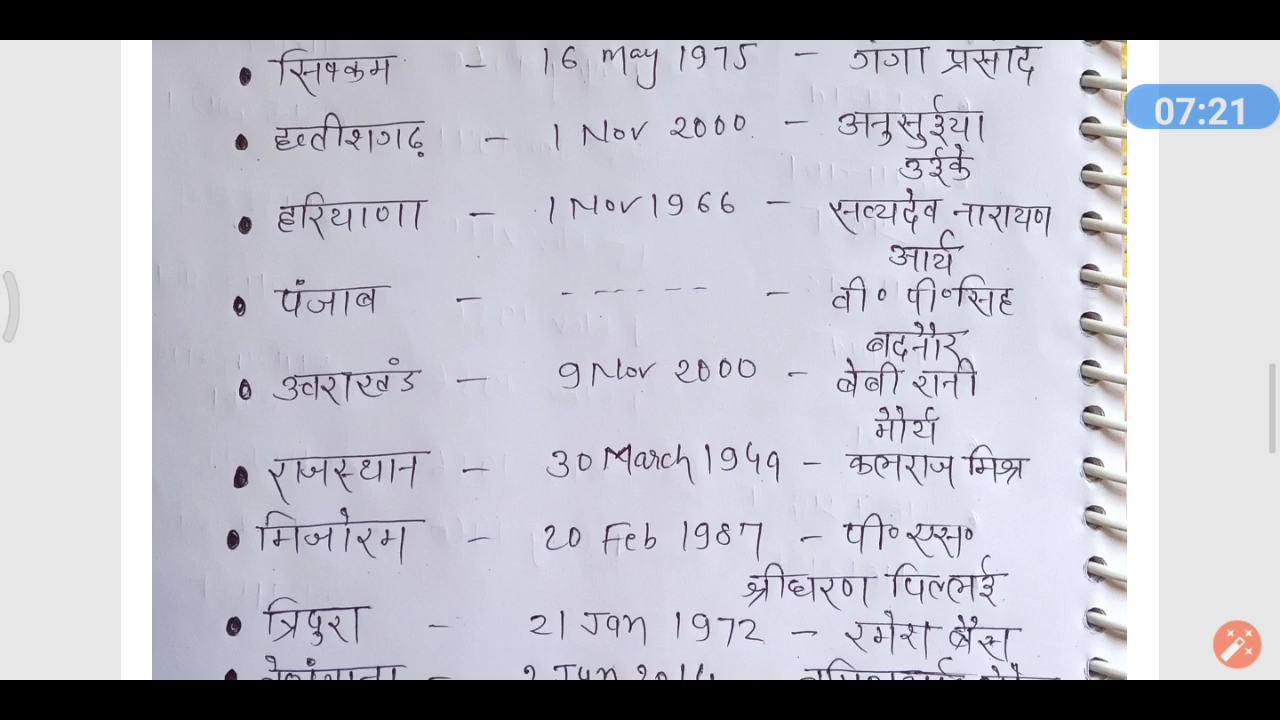 सिक्किम - 16 May 1975 - गंगा प्रसाद
07:21
छत्तीशगढ़ - 1 Nov 2000 - अनुसुईया
उईके
हरियाणा - 1 Nov 1966 - सत्यदेव नारायण
आर्य
पंजाब - ------ - वी० पी० सिंह
बदनौर
उत्तराखंड - 9 Nov 2000 - बेबी रानी
मौर्य
राजस्थान - 30 March 1949 - कलराज मिश्र
मिजोरम - 20 Feb 1987 - पी० एस०
श्रीधरण पिल्लई
त्रिपुरा - 21 Jan 1972 - रमेश बैस